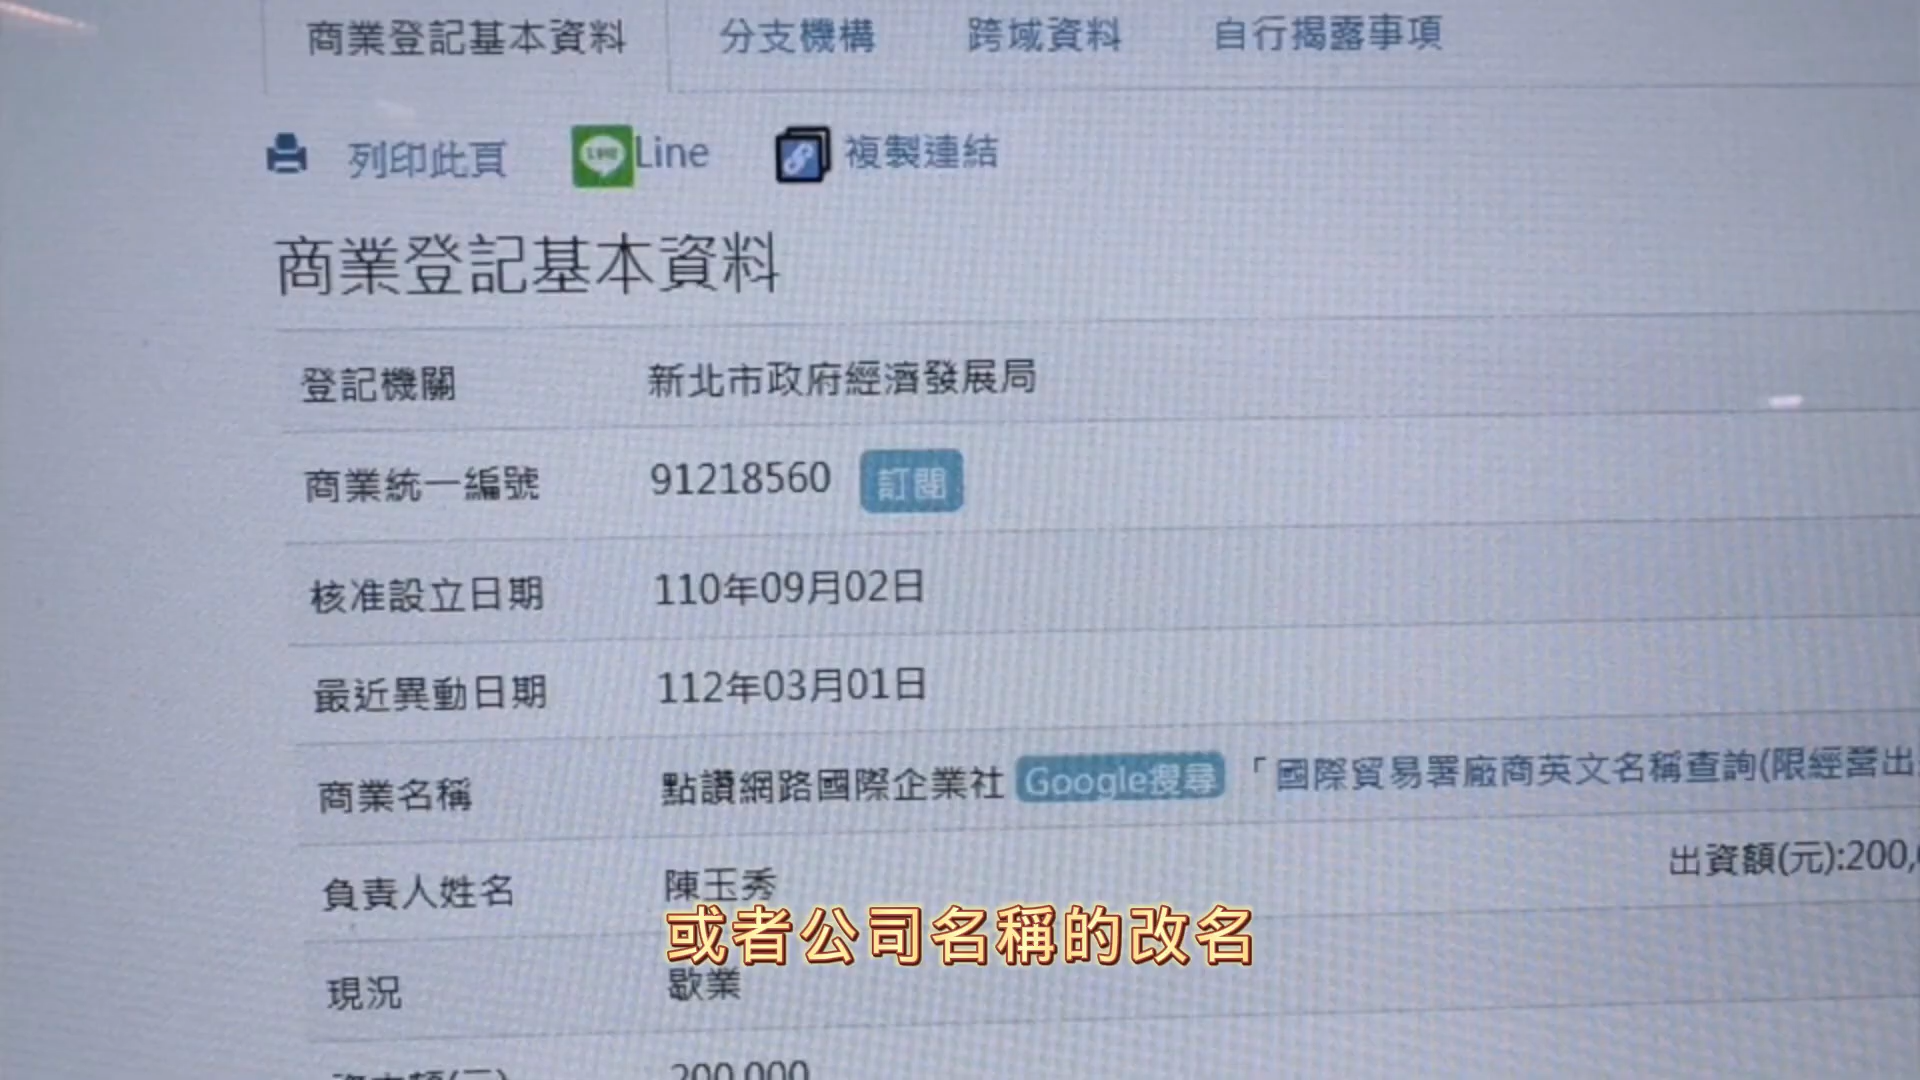 商業登記基本資料 分支機構 跨域資料 自行揭露事項
列印此頁 Line 複製連結
商業登記基本資料
登記機關 新北市政府經濟發展局
商業統一編號 91218560 訂閱
核准設立日期 110年09月02日
最近異動日期 112年03月01日
商業名稱 點讚網路國際企業社 Google搜尋 「國際貿易署廠商英文名稱查詢(限經營出
出資額(元):200,
負責人姓名 陳玉秀
或者公司名稱的改名
現況 歇業
200,000